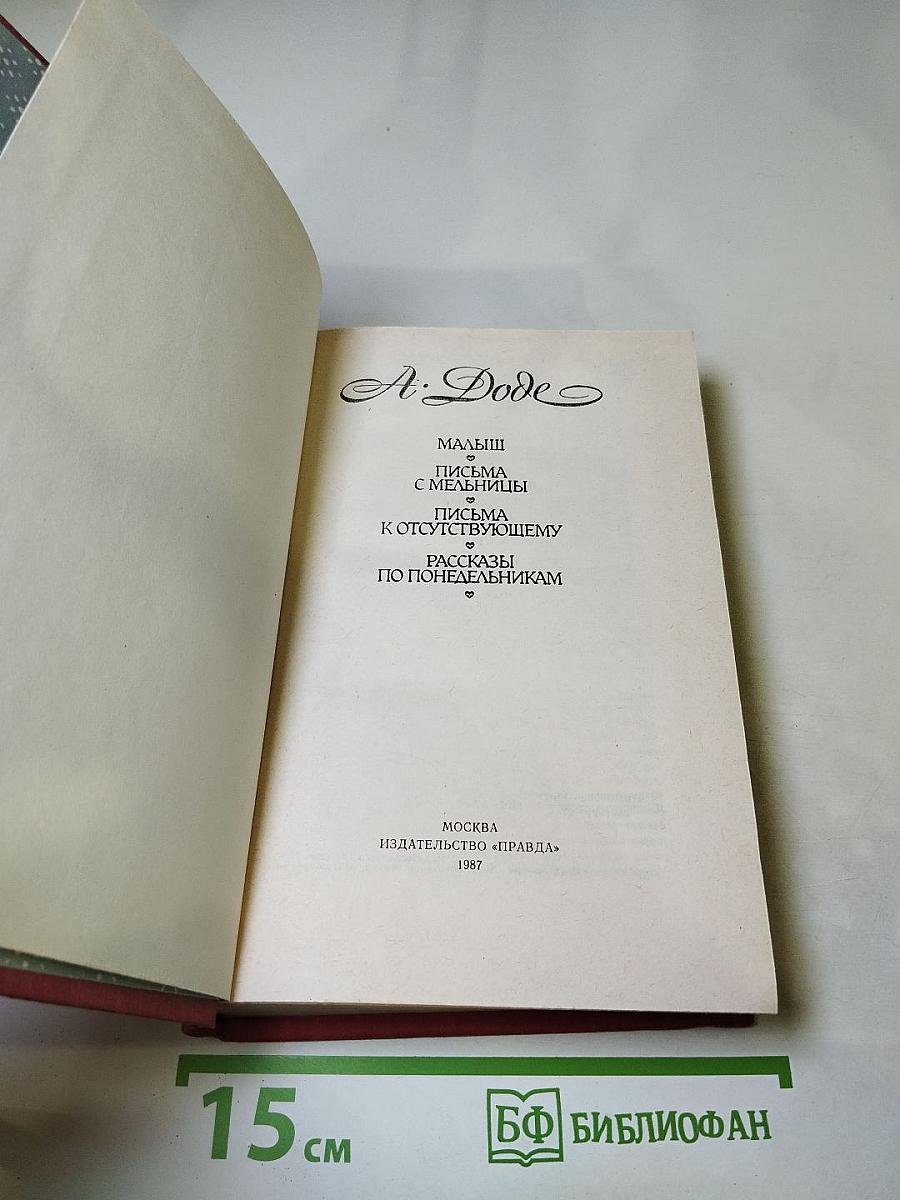 А. Доде
МАЛЫШ
ПИСЬМА
С МЕЛЬНИЦЫ
ПИСЬМА
К ОТСУТСТВУЮЩЕМУ
РАССКАЗЫ
ПО ПОНЕДЕЛЬНИКАМ
МОСКВА
ИЗДАТЕЛЬСТВО «ПРАВДА»
1987
15 см
БФ БИБЛИОФАН